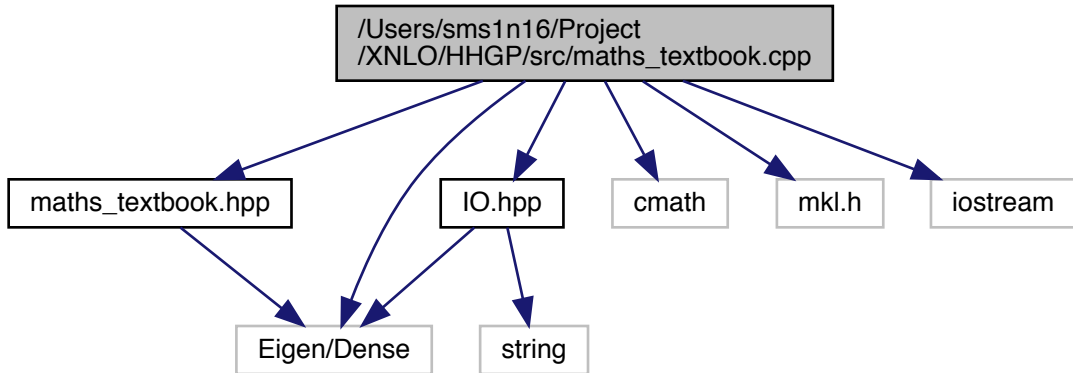 /Users/sms1n16/Project
/XNLO/HHGP/src/maths_textbook.cpp
maths_textbook.hpp
IO.hpp
cmath
mkl.h
iostream
Eigen/Dense
string